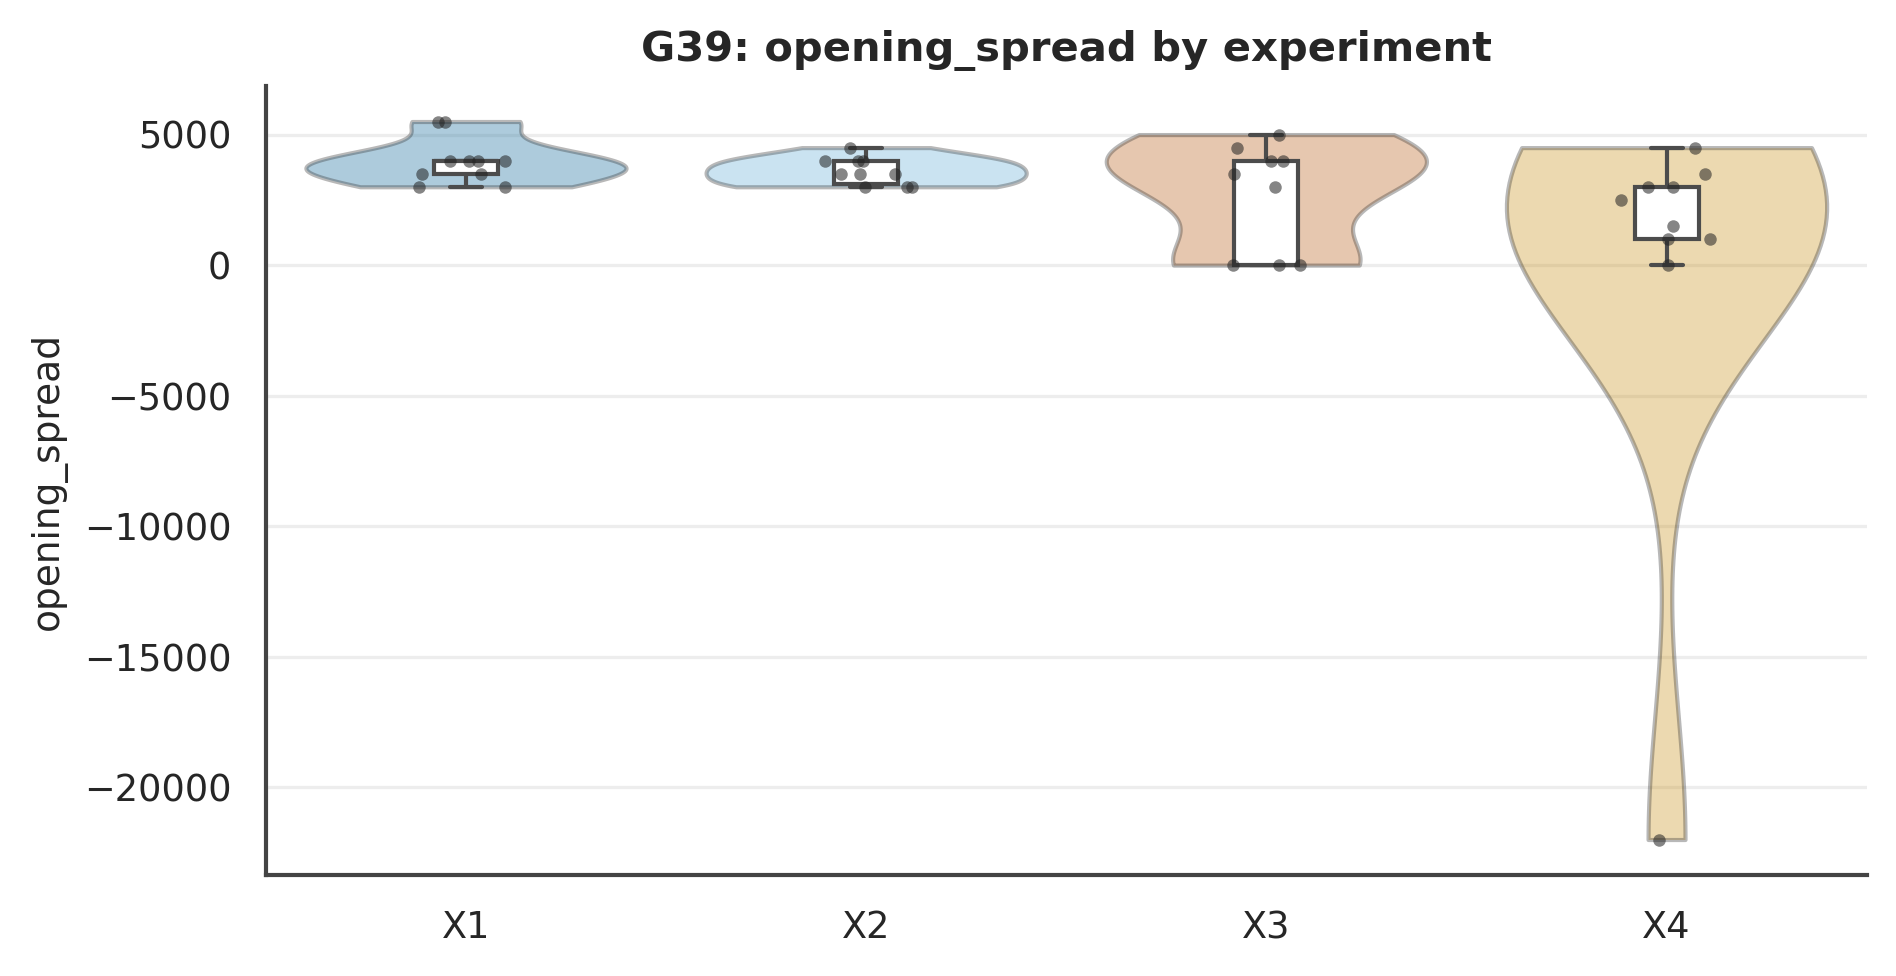 G39: opening_spread by experiment
opening_spread
5000
0
−5000
−10000
−15000
−20000
X1
X2
X3
X4